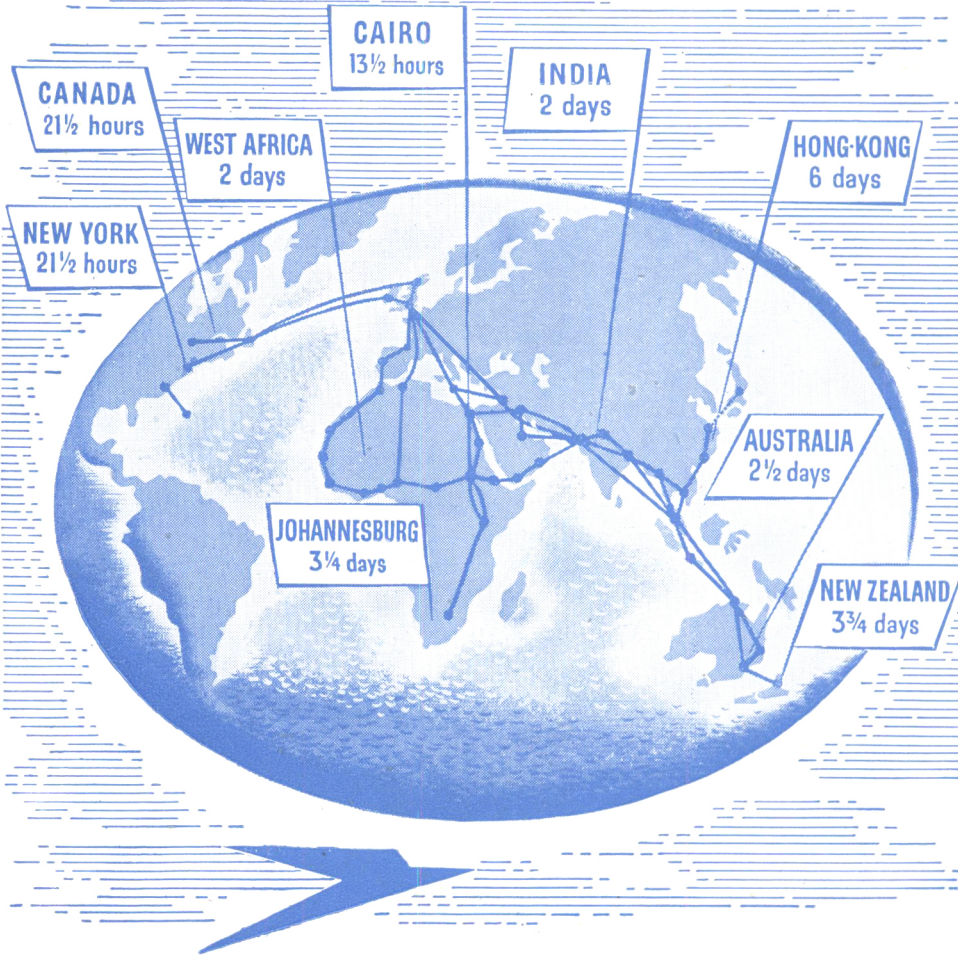 CAIRO
13½ hours
INDIA
2 days
CANADA
21½ hours
WEST AFRICA
2 days
HONG-KONG
6 days
NEW YORK
21½ hours
AUSTRALIA
2½ days
JOHANNESBURG
3¼ days
NEW ZEALAND
3¾ days